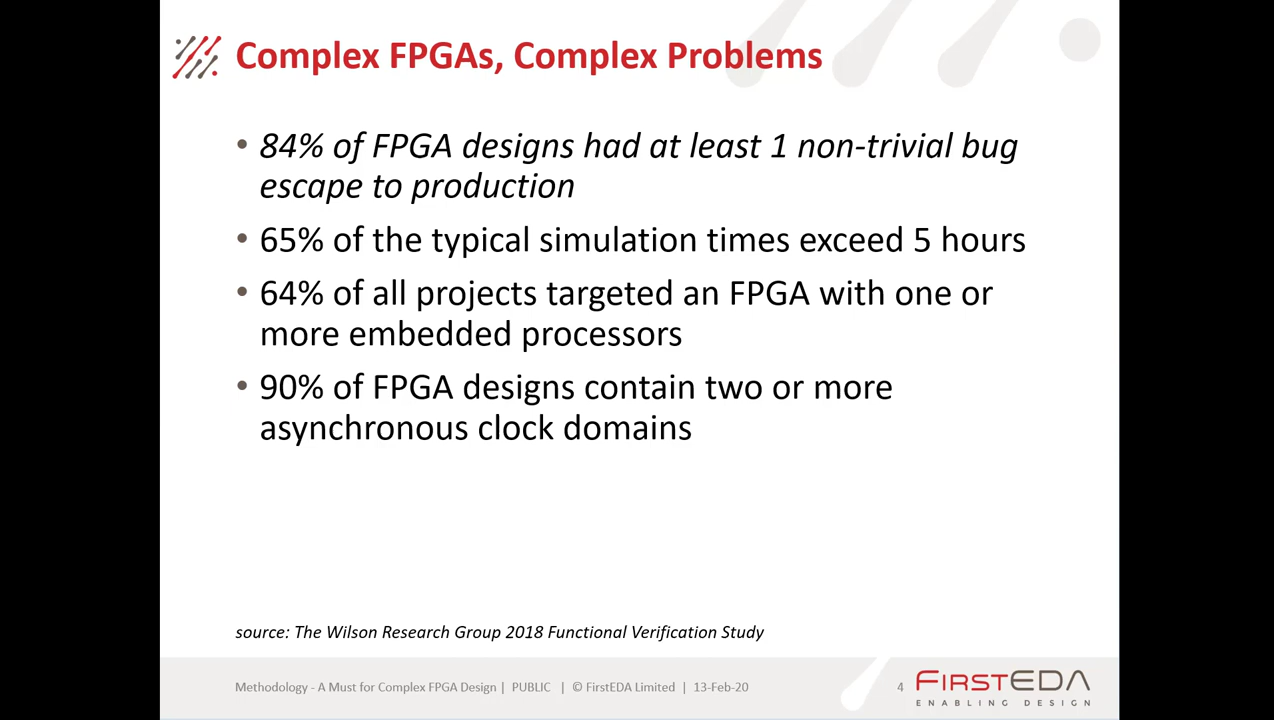 Complex FPGAs, Complex Problems
• 84% of FPGA designs had at least 1 non-trivial bug
escape to production
• 65% of the typical simulation times exceed 5 hours
• 64% of all projects targeted an FPGA with one or
more embedded processors
• 90% of FPGA designs contain two or more
asynchronous clock domains
source: The Wilson Research Group 2018 Functional Verification Study
Methodology - A Must for Complex FPGA Design | PUBLIC | © FirstEDA Limited | 13-Feb-20
4
FIRSTEDA
ENABLING DESIGN